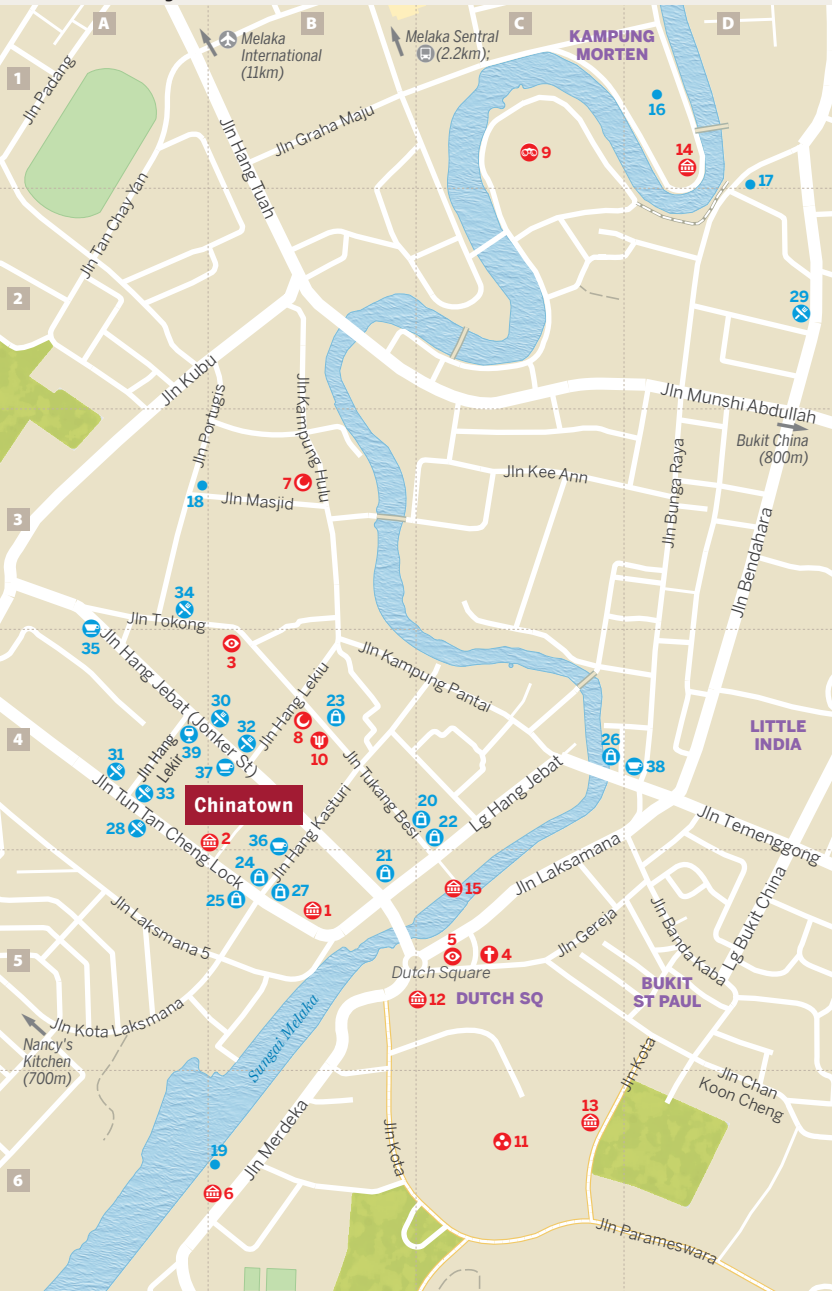 A
B
C
D
1
2
3
4
5
6
Melaka
International
(11km)
Melaka Sentral
(2.2km);
KAMPUNG
MORTEN
16
14
9
17
29
Jln Padang
Jln Graha Maju
Jln Hang Tuah
Jln Tan Chay Yan
Jln Kubu
Jln Munshi Abdullah
Bukit China
(800m)
Jln Portugis
Jln Kampung Hulu
7
18
Jln Masjid
Jln Kee Ann
Jln Bunga Raya
Jln Bendahara
34
Jln Tokong
35
3
Jln Hang Jebat (Jonker St)
Jln Kampung Pantai
Jln Hang Lekiu
30
23
32
8
10
39
37
31
33
28
Jln Hang
Lekir
LITTLE
INDIA
26
38
Chinatown
Jln Tukang Besi
20
22
Lg Hang Jebat
Jln Temenggong
Jln Tun Tan Cheng Lock
2
36
Jln Hang Kasturi
24
25
27
21
1
15
Jln Laksamana
Jln Laksmana 5
5
4
Jln Gereja
Jln Banda Kaba
Lg Bukit China
Dutch Square
12
DUTCH SQ
BUKIT
ST PAUL
Jln Kota Laksmana
Nancy's
Kitchen
(700m)
Sungai Melaka
Jln Kota
Jln Chan
Koon Cheng
13
11
Jln Merdeka
Jln Kota
19
6
Jln Parameswara